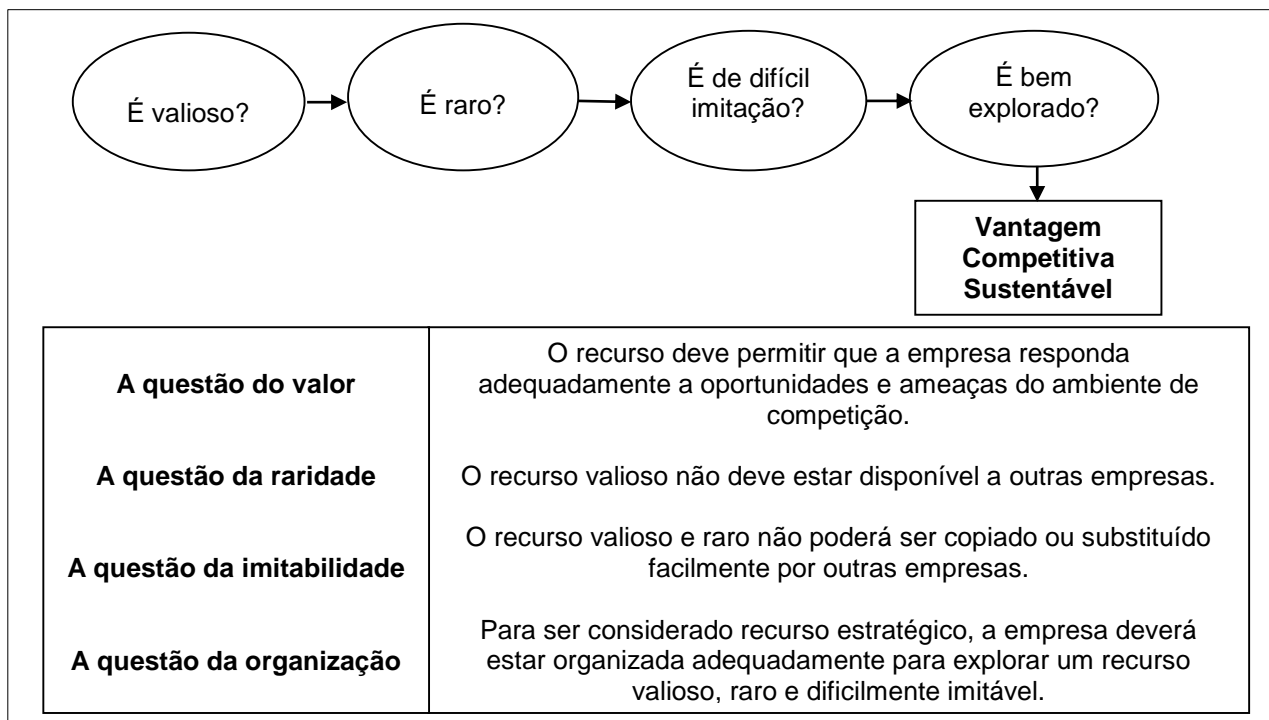 É valioso?
É raro?
É de difícil
imitação?
É bem
explorado?
Vantagem
Competitiva
Sustentável
A questão do valor
O recurso deve permitir que a empresa responda
adequadamente a oportunidades e ameaças do ambiente de
competição.
A questão da raridade
O recurso valioso não deve estar disponível a outras empresas.
A questão da imitabilidade
O recurso valioso e raro não poderá ser copiado ou substituído
facilmente por outras empresas.
A questão da organização
Para ser considerado recurso estratégico, a empresa deverá
estar organizada adequadamente para explorar um recurso
valioso, raro e dificilmente imitável.